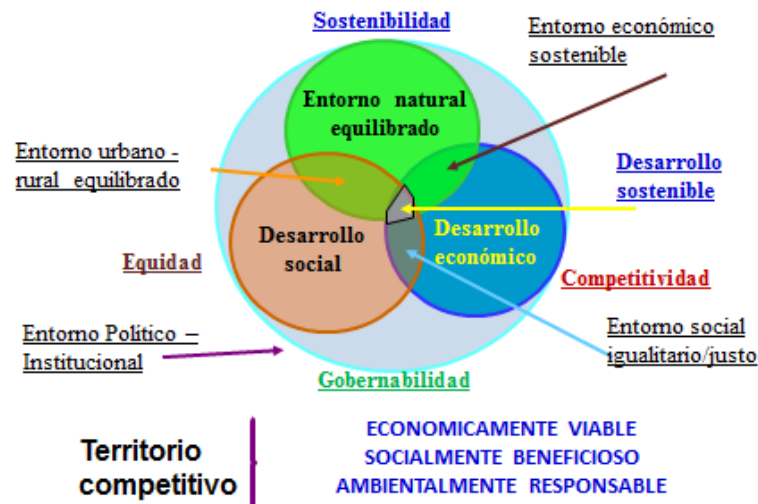 Sostenibilidad
Entorno económico
sostenible
Entorno natural
equilibrado
Entorno urbano -
rural equilibrado
Desarrollo
sostenible
Desarrollo
social
Desarrollo
económico
Equidad
Competitividad
Entorno Político –
Institucional
Entorno social
igualitario/justo
Gobernabilidad
Territorio
competitivo
ECONOMICAMENTE VIABLE
SOCIALMENTE BENEFICIOSO
AMBIENTALMENTE RESPONSABLE